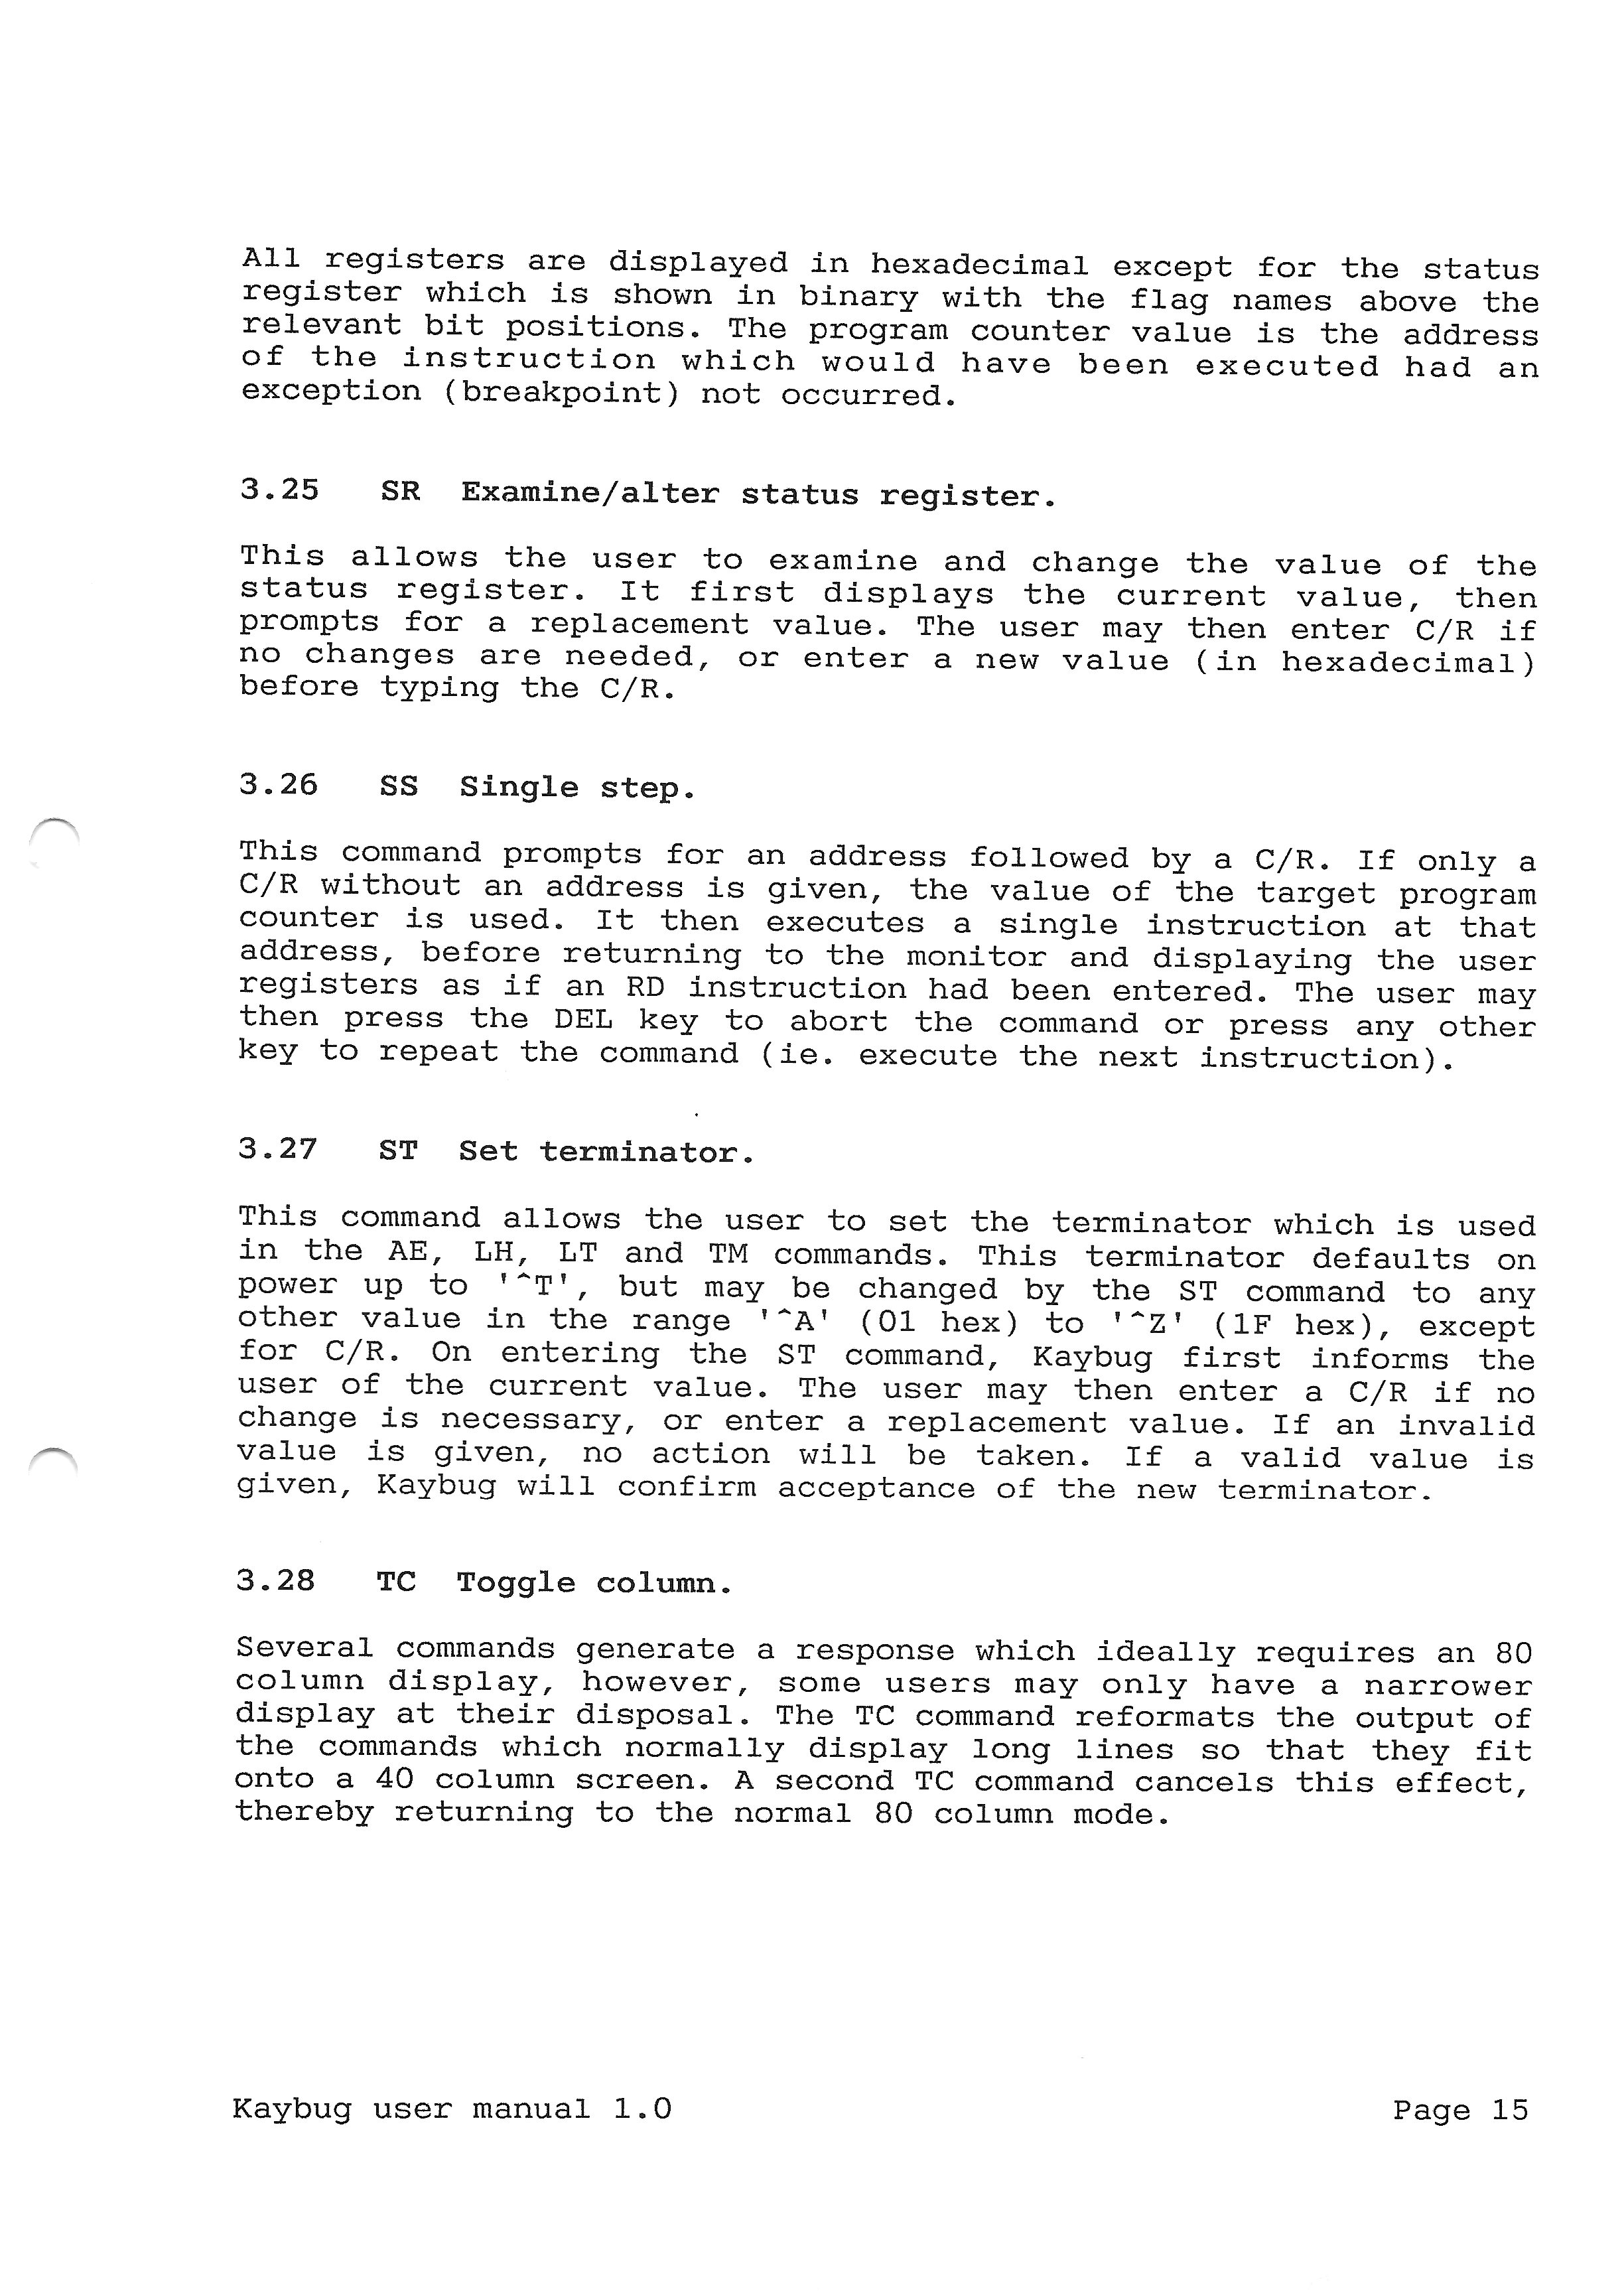 All registers are displayed in hexadecimal except for the status
register which is shown in binary with the flag names above the
relevant bit positions. The program counter value is the address
of the instruction which would have been executed had an
exception (breakpoint) not occurred.
3.25 SR Examine/alter status register.
This allows the user to examine and change the value of the
status register. It first displays the current value, then
prompts for a replacement value. The user may then enter C/R if
no changes are needed, or enter a new value (in hexadecimal)
before typing the C/R.
3.26 SS Single step.
This command prompts for an address followed by a C/R. If only a
C/R without an address is given, the value of the target program
counter is used. It then executes a single instruction at that
address, before returning to the monitor and displaying the user
registers as if an RD instruction had been entered. The user may
then press the DEL key to abort the command or press any other
key to repeat the command (ie. execute the next instruction).
3.27 ST Set terminator.
This command allows the user to set the terminator which is used
in the AE, LH, LT and TM commands. This terminator defaults on
power up to '^T', but may be changed by the ST command to any
other value in the range '^A' (01 hex) to '^Z' (1F hex), except
for C/R. On entering the ST command, Kaybug first informs the
user of the current value. The user may then enter a C/R if no
change is necessary, or enter a replacement value. If an invalid
value is given, no action will be taken. If a valid value is
given, Kaybug will confirm acceptance of the new terminator.
3.28 TC Toggle column.
Several commands generate a response which ideally requires an 80
column display, however, some users may only have a narrower
display at their disposal. The TC command reformats the output of
the commands which normally display long lines so that they fit
onto a 40 column screen. A second TC command cancels this effect,
thereby returning to the normal 80 column mode.
Kaybug user manual 1.0 Page 15